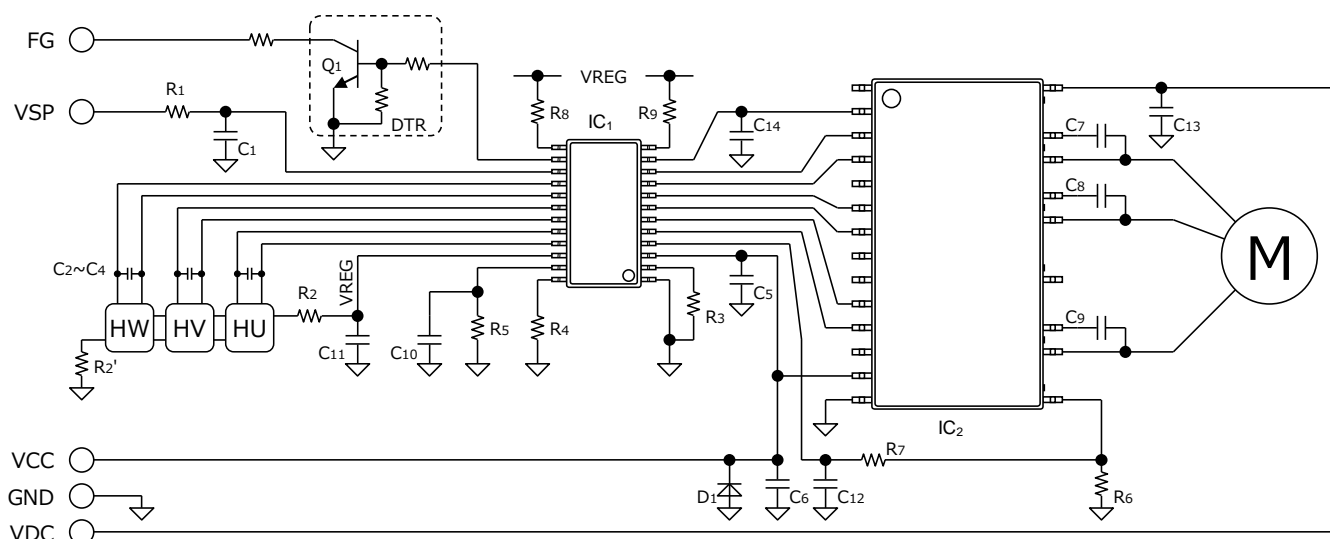 FG
Q1
VREG
VSP
R1
R8
R9
DTR
IC1
C1
C14
C7
C13
C8
M
C2~C4
VREG
R2
C5
HW
HV
HU
R3
C9
R5
R4
C11
C10
R2'
IC2
VCC
R7
GND
D1
C6
C12
R6
VDC